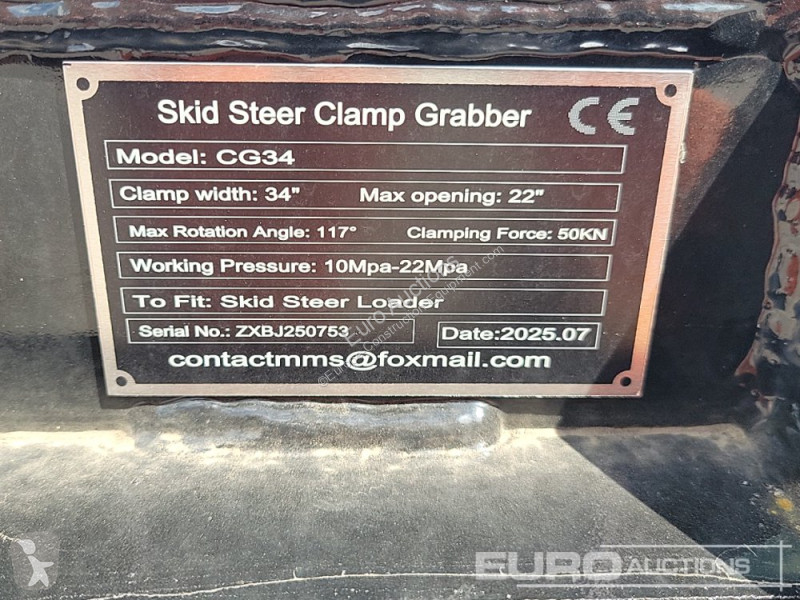 Skid Steer Clamp Grabber CE
Model: CG34
Clamp width: 34" Max opening: 22"
Max Rotation Angle: 117° Clamping Force: 50KN
Working Pressure: 10Mpa-22Mpa
To Fit: Skid Steer Loader
Serial No.: ZXBJ250753 Date:2025.07
contactmms@foxmail.com
Euro Auctions
EURO AUCTIONS